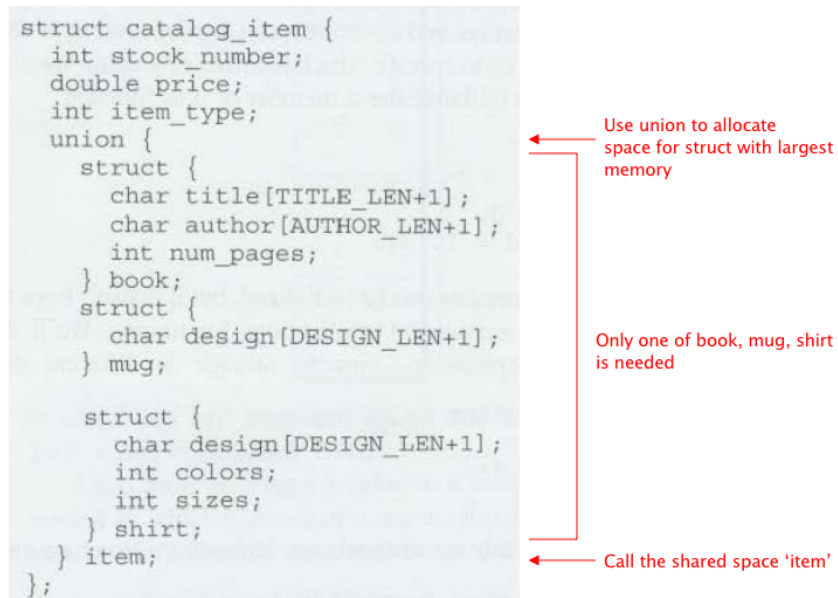 struct catalog_item {
int stock_number;
double price;
int item_type;
union {
struct {
char title[TITLE_LEN+1];
char author[AUTHOR_LEN+1];
int num_pages;
} book;
struct {
char design[DESIGN_LEN+1];
} mug;
struct {
char design[DESIGN_LEN+1];
int colors;
int sizes;
} shirt;
} item;
};
Use union to allocate
space for struct with largest
memory
Only one of book, mug, shirt
is needed
Call the shared space ‘item’